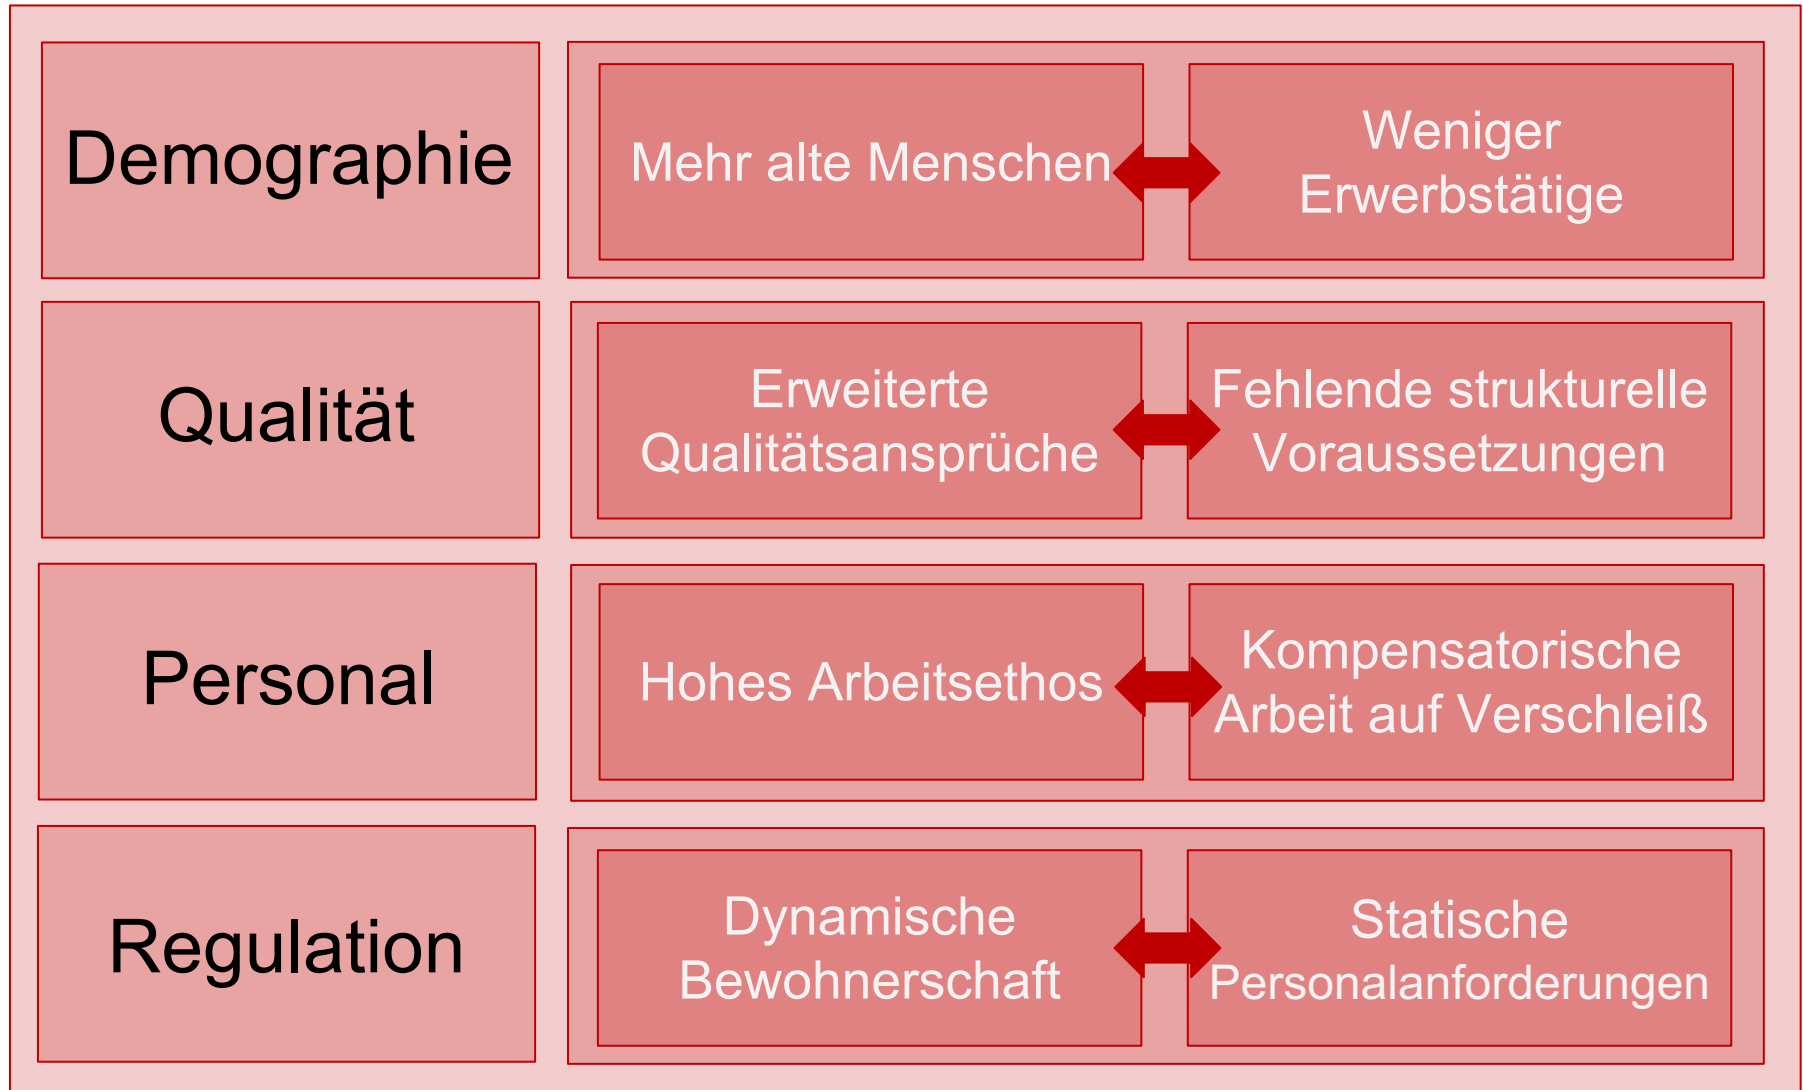 Demographie
Mehr alte Menschen
Weniger
Erwerbstätige
Qualität
Erweiterte
Qualitätsansprüche
Fehlende strukturelle
Voraussetzungen
Personal
Hohes Arbeitsethos
Kompensatorische
Arbeit auf Verschleiß
Regulation
Dynamische
Bewohnerschaft
Statische
Personalanforderungen